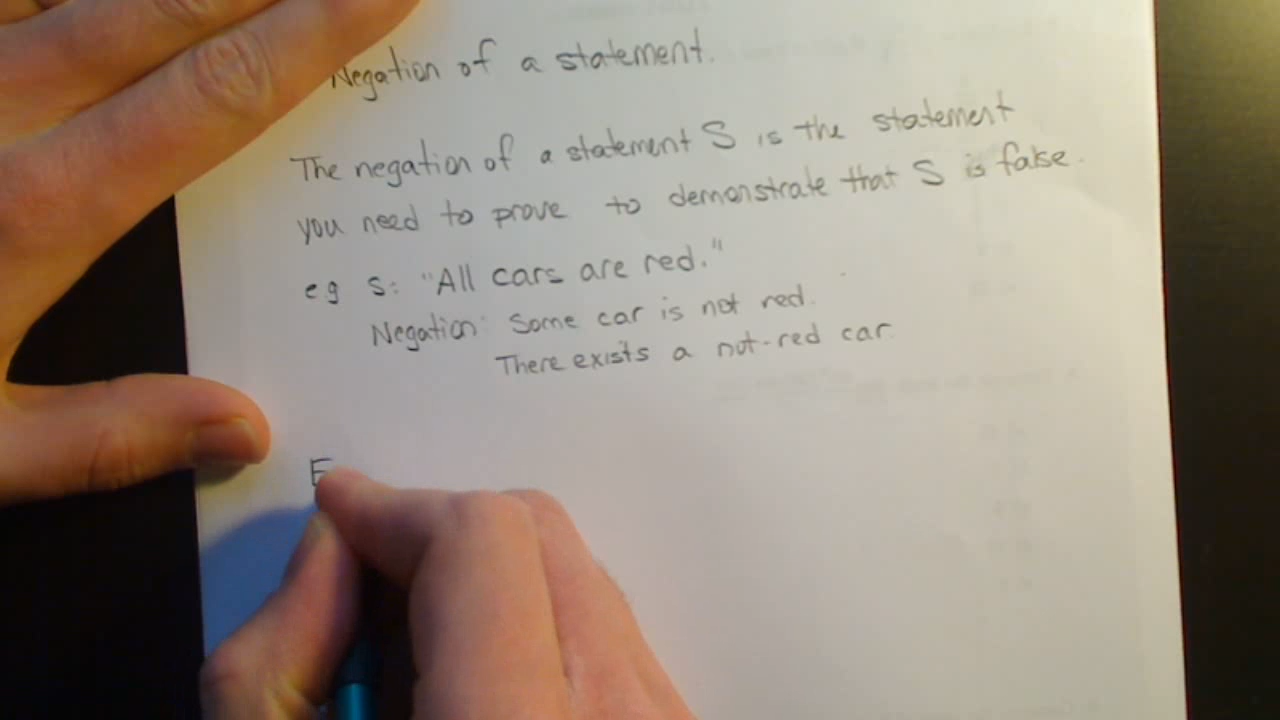 Negation of a statement.
The negation of a statement S is the statement
you need to prove to demonstrate that S is false.
eg S: "All cars are red."
Negation: Some car is not red.
There exists a not-red car.
E